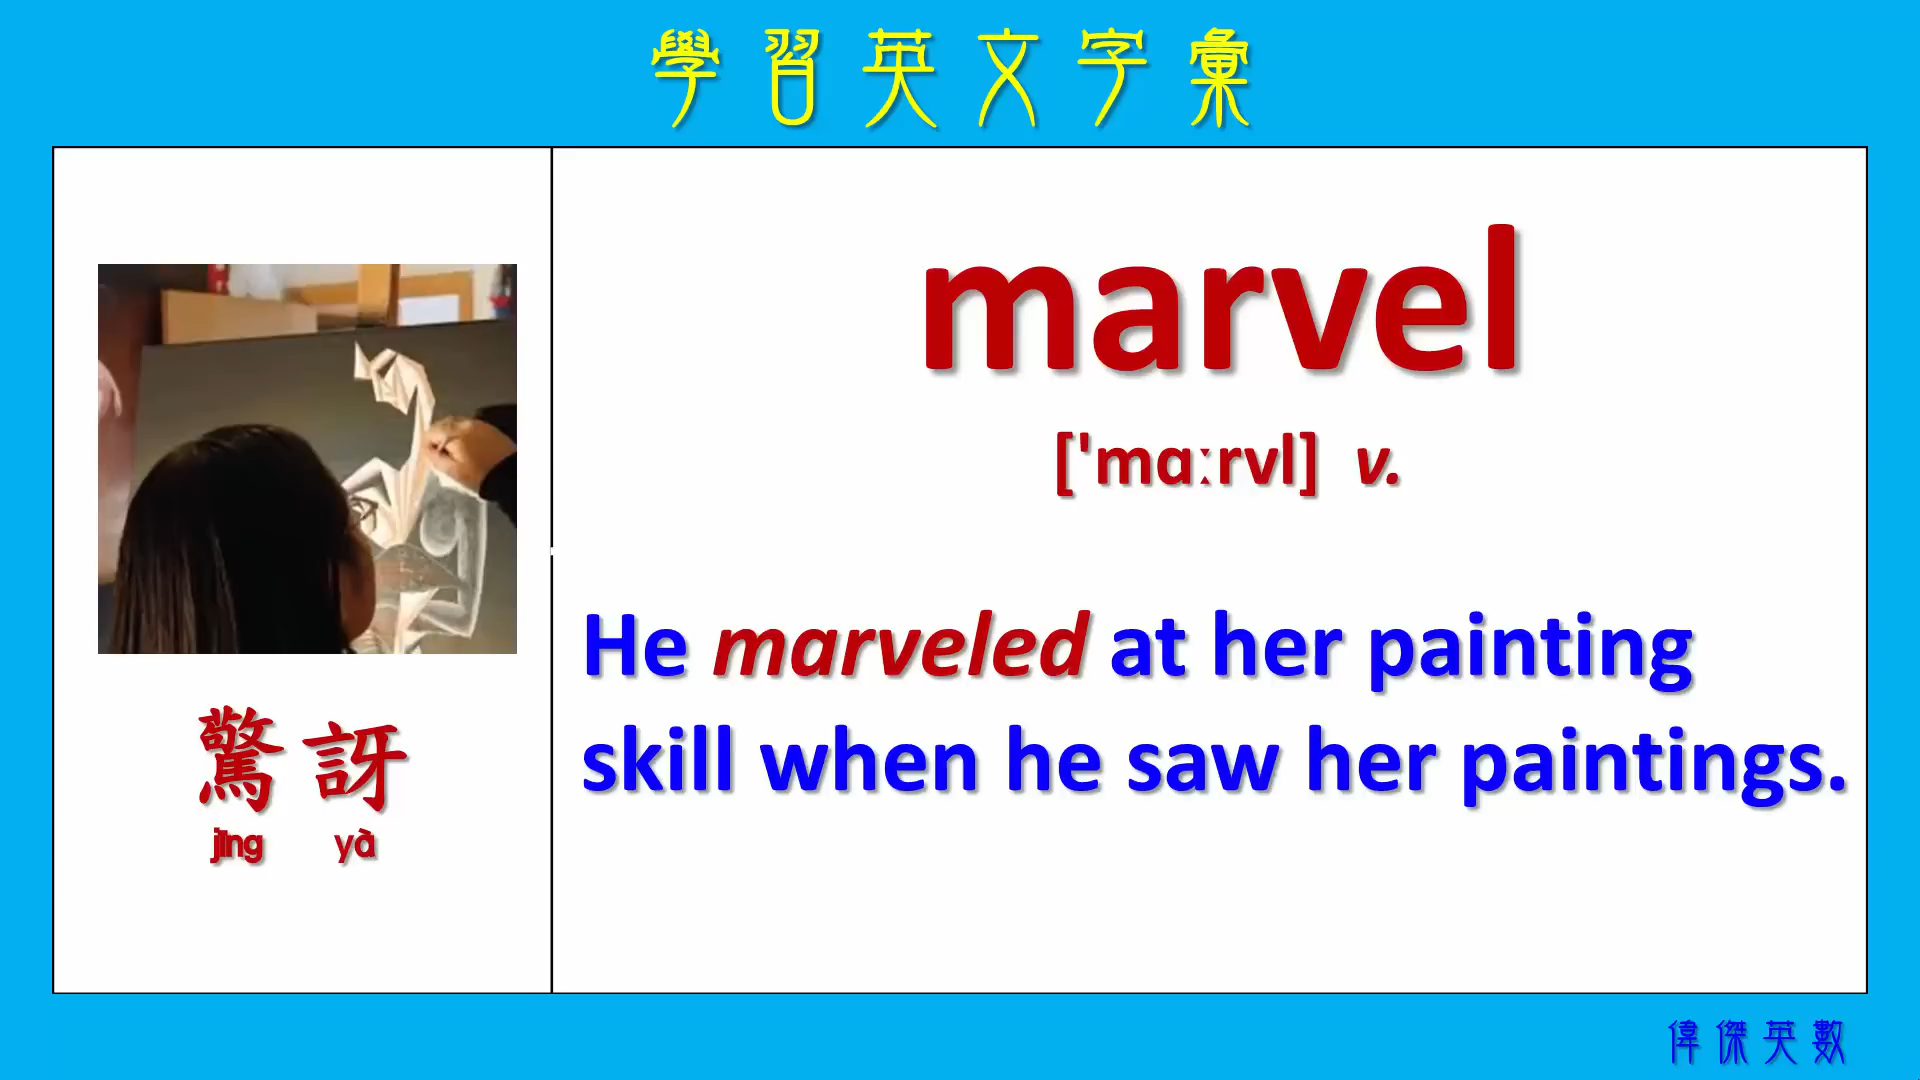 學習英文字彙
marvel
['mɑːrvl] v.
He marveled at her painting
skill when he saw her paintings.
驚訝
jīng yà
偉傑英數